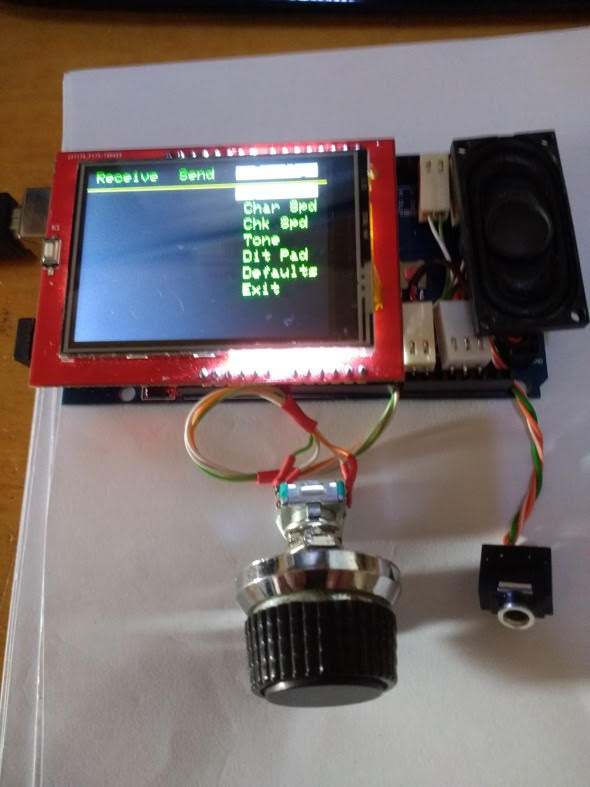 Receive Send
Char Spd
Chk Spd
Tone
Dit Pad
Defaults
Exit